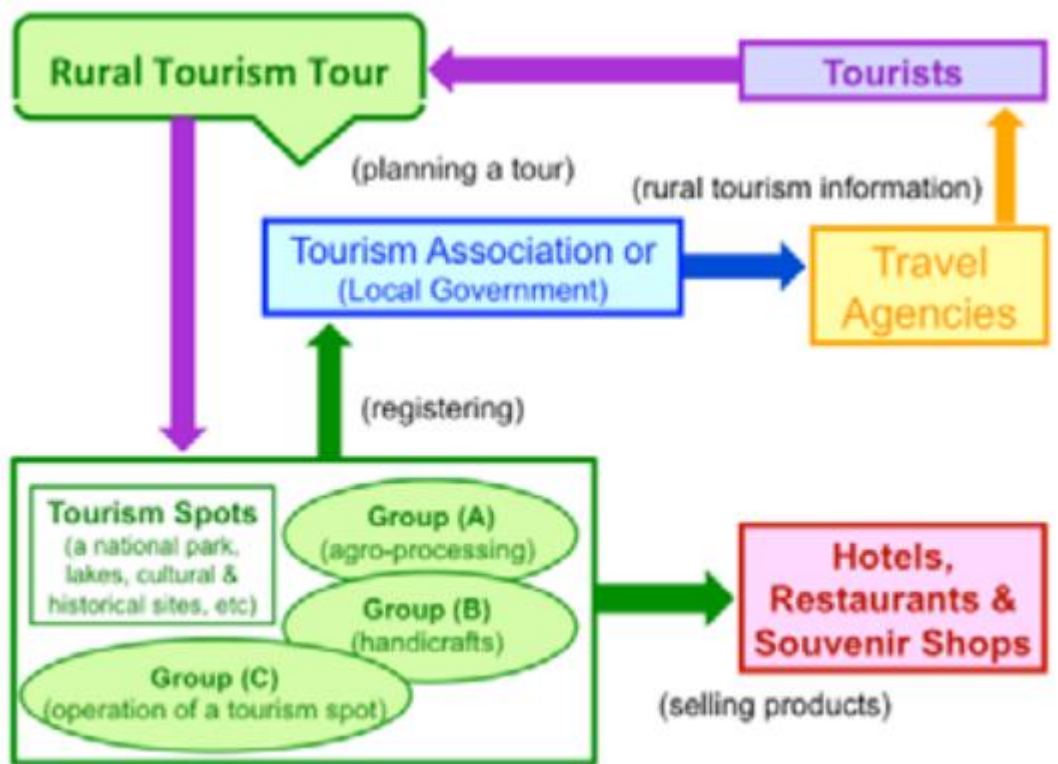 Rural Tourism Tour
Tourists
(planning a tour)
(rural tourism information)
Tourism Association or
(Local Government)
Travel
Agencies
(registering)
Tourism Spots
(a national park,
lakes, cultural &
historical sites, etc)
Group (A)
(agro-processing)
Group (B)
(handicrafts)
Group (C)
(operation of a tourism spot)
Hotels,
Restaurants &
Souvenir Shops
(selling products)